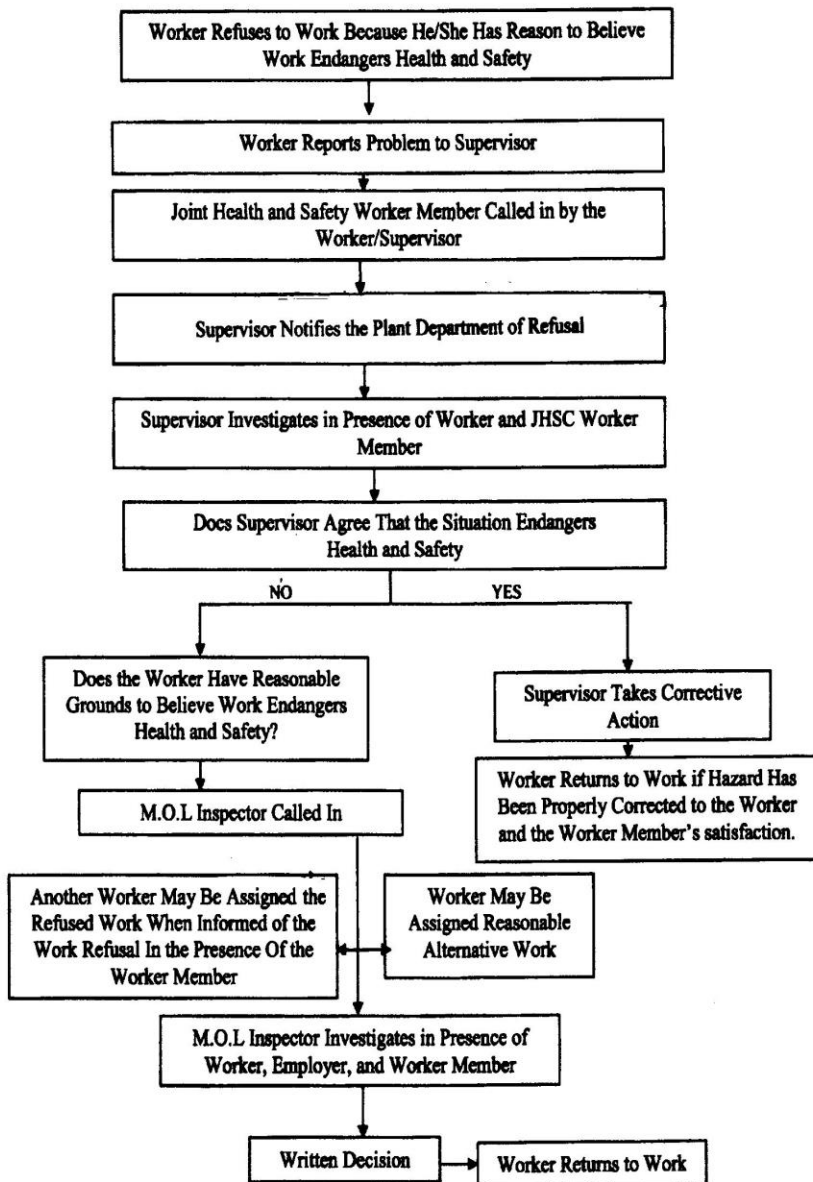 Worker Refuses to Work Because He/She Has Reason to Believe
Work Endangers Health and Safety
Worker Reports Problem to Supervisor
Joint Health and Safety Worker Member Called in by the
Worker/Supervisor
Supervisor Notifies the Plant Department of Refusal
Supervisor Investigates in Presence of Worker and JHSC Worker
Member
Does Supervisor Agree That the Situation Endangers
Health and Safety
NO
YES
Does the Worker Have Reasonable
Grounds to Believe Work Endangers
Health and Safety?
Supervisor Takes Corrective
Action
M.O.L Inspector Called In
Worker Returns to Work if Hazard Has
Been Properly Corrected to the Worker
and the Worker Member's satisfaction.
Another Worker May Be Assigned the
Refused Work When Informed of the
Work Refusal In the Presence Of the
Worker Member
Worker May Be
Assigned Reasonable
Alternative Work
M.O.L Inspector Investigates in Presence of
Worker, Employer, and Worker Member
Written Decision
Worker Returns to Work